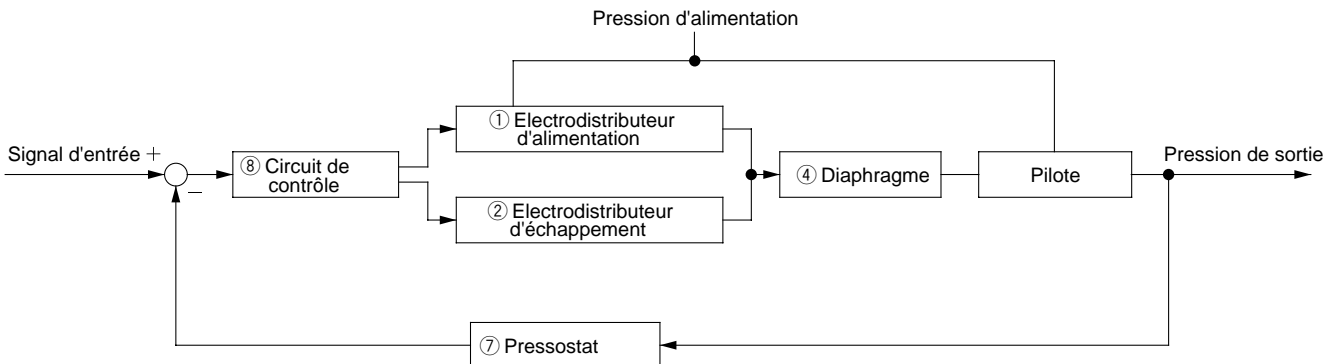 Pression d'alimentation
① Electrodistributeur
d'alimentation
Signal d'entrée +
−
⑧ Circuit de
contrôle
④ Diaphragme
Pilote
Pression de sortie
② Electrodistributeur
d'échappement
⑦ Pressostat